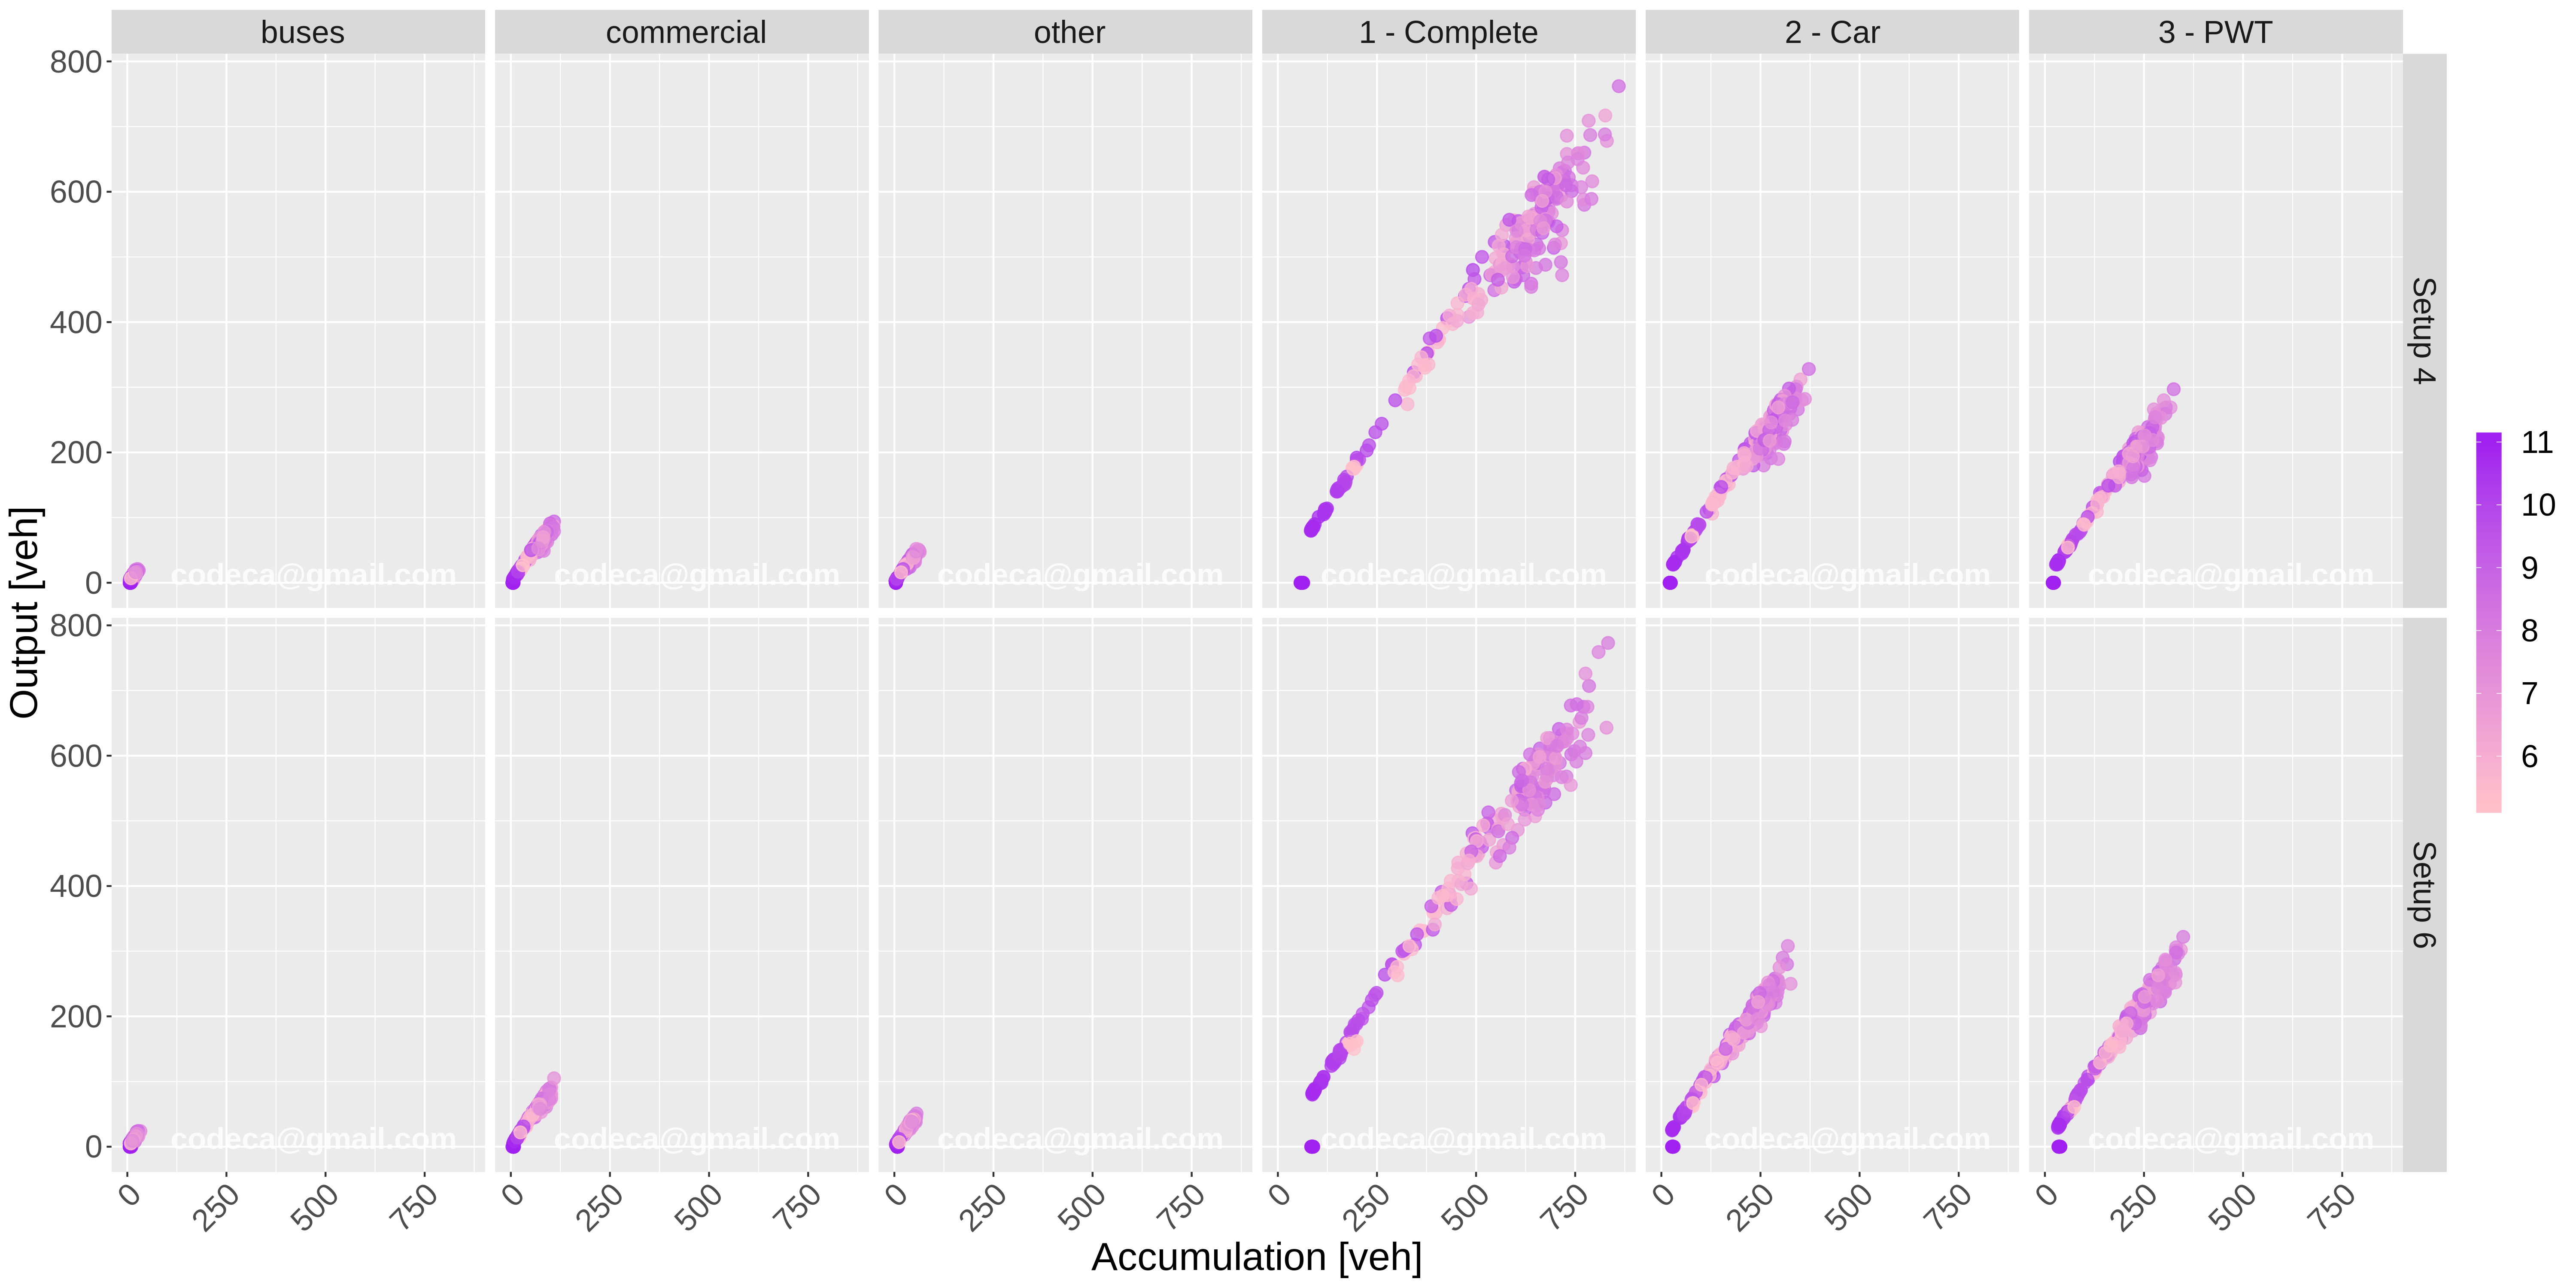 buses commercial other 1 - Complete 2 - Car 3 - PWT
800
600
400
200
0
codeca@gmail.com codeca@gmail.com codeca@gmail.com codeca@gmail.com codeca@gmail.com codeca@gmail.com
Setup 4
800
600
400
200
0
codeca@gmail.com codeca@gmail.com codeca@gmail.com codeca@gmail.com codeca@gmail.com codeca@gmail.com
Setup 6
Output [veh]
0 250 500 750 0 250 500 750 0 250 500 750 0 250 500 750 0 250 500 750 0 250 500 750
Accumulation [veh]
11
10
9
8
7
6